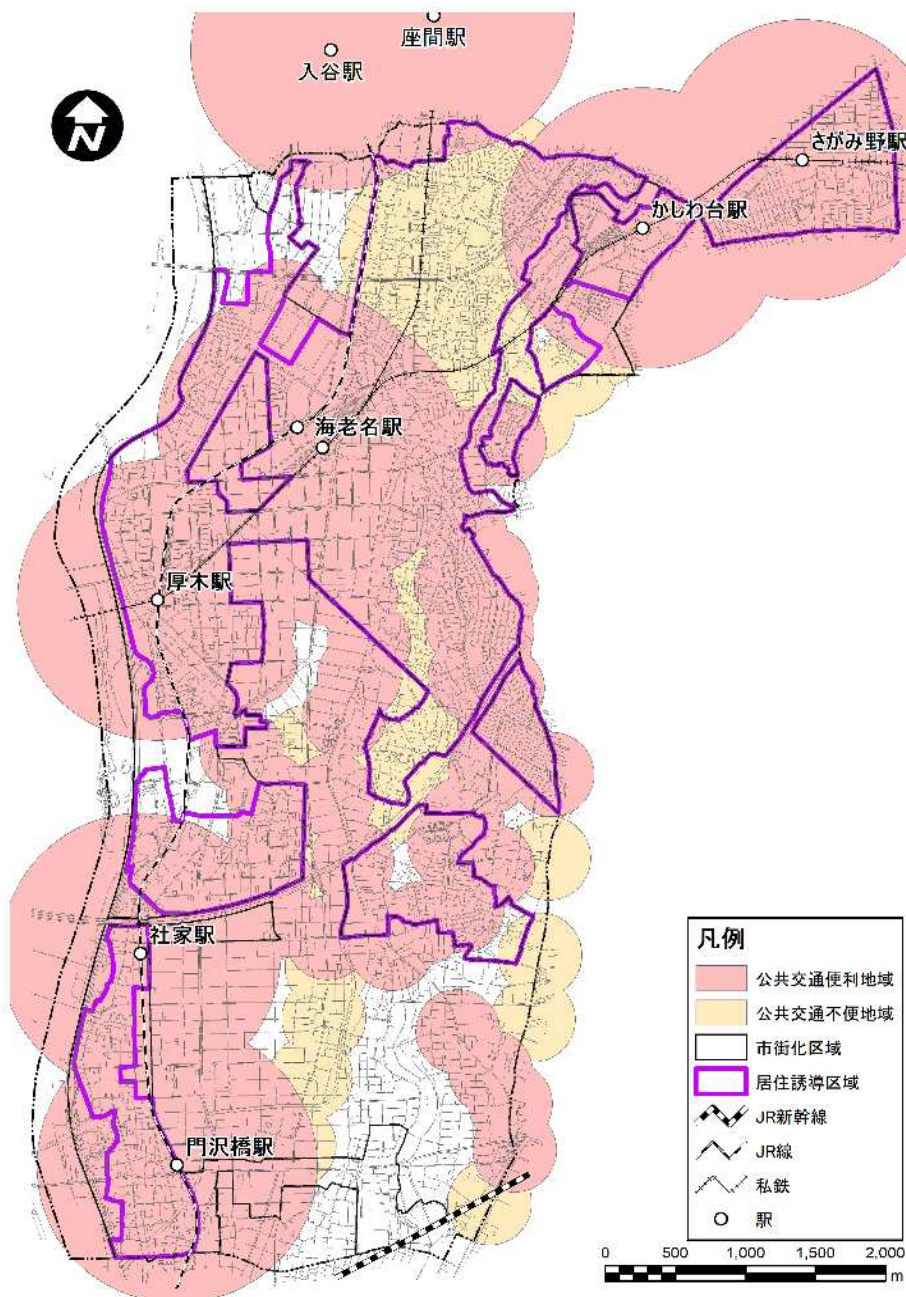 座間駅
入谷駅
N
さがみ野駅
かしわ台駅
海老名駅
厚木駅
社家駅
門沢橋駅
凡例
公共交通便利地域
公共交通不便地域
市街化区域
居住誘導区域
JR新幹線
JR線
私鉄
駅
0 500 1,000 1,500 2,000
m